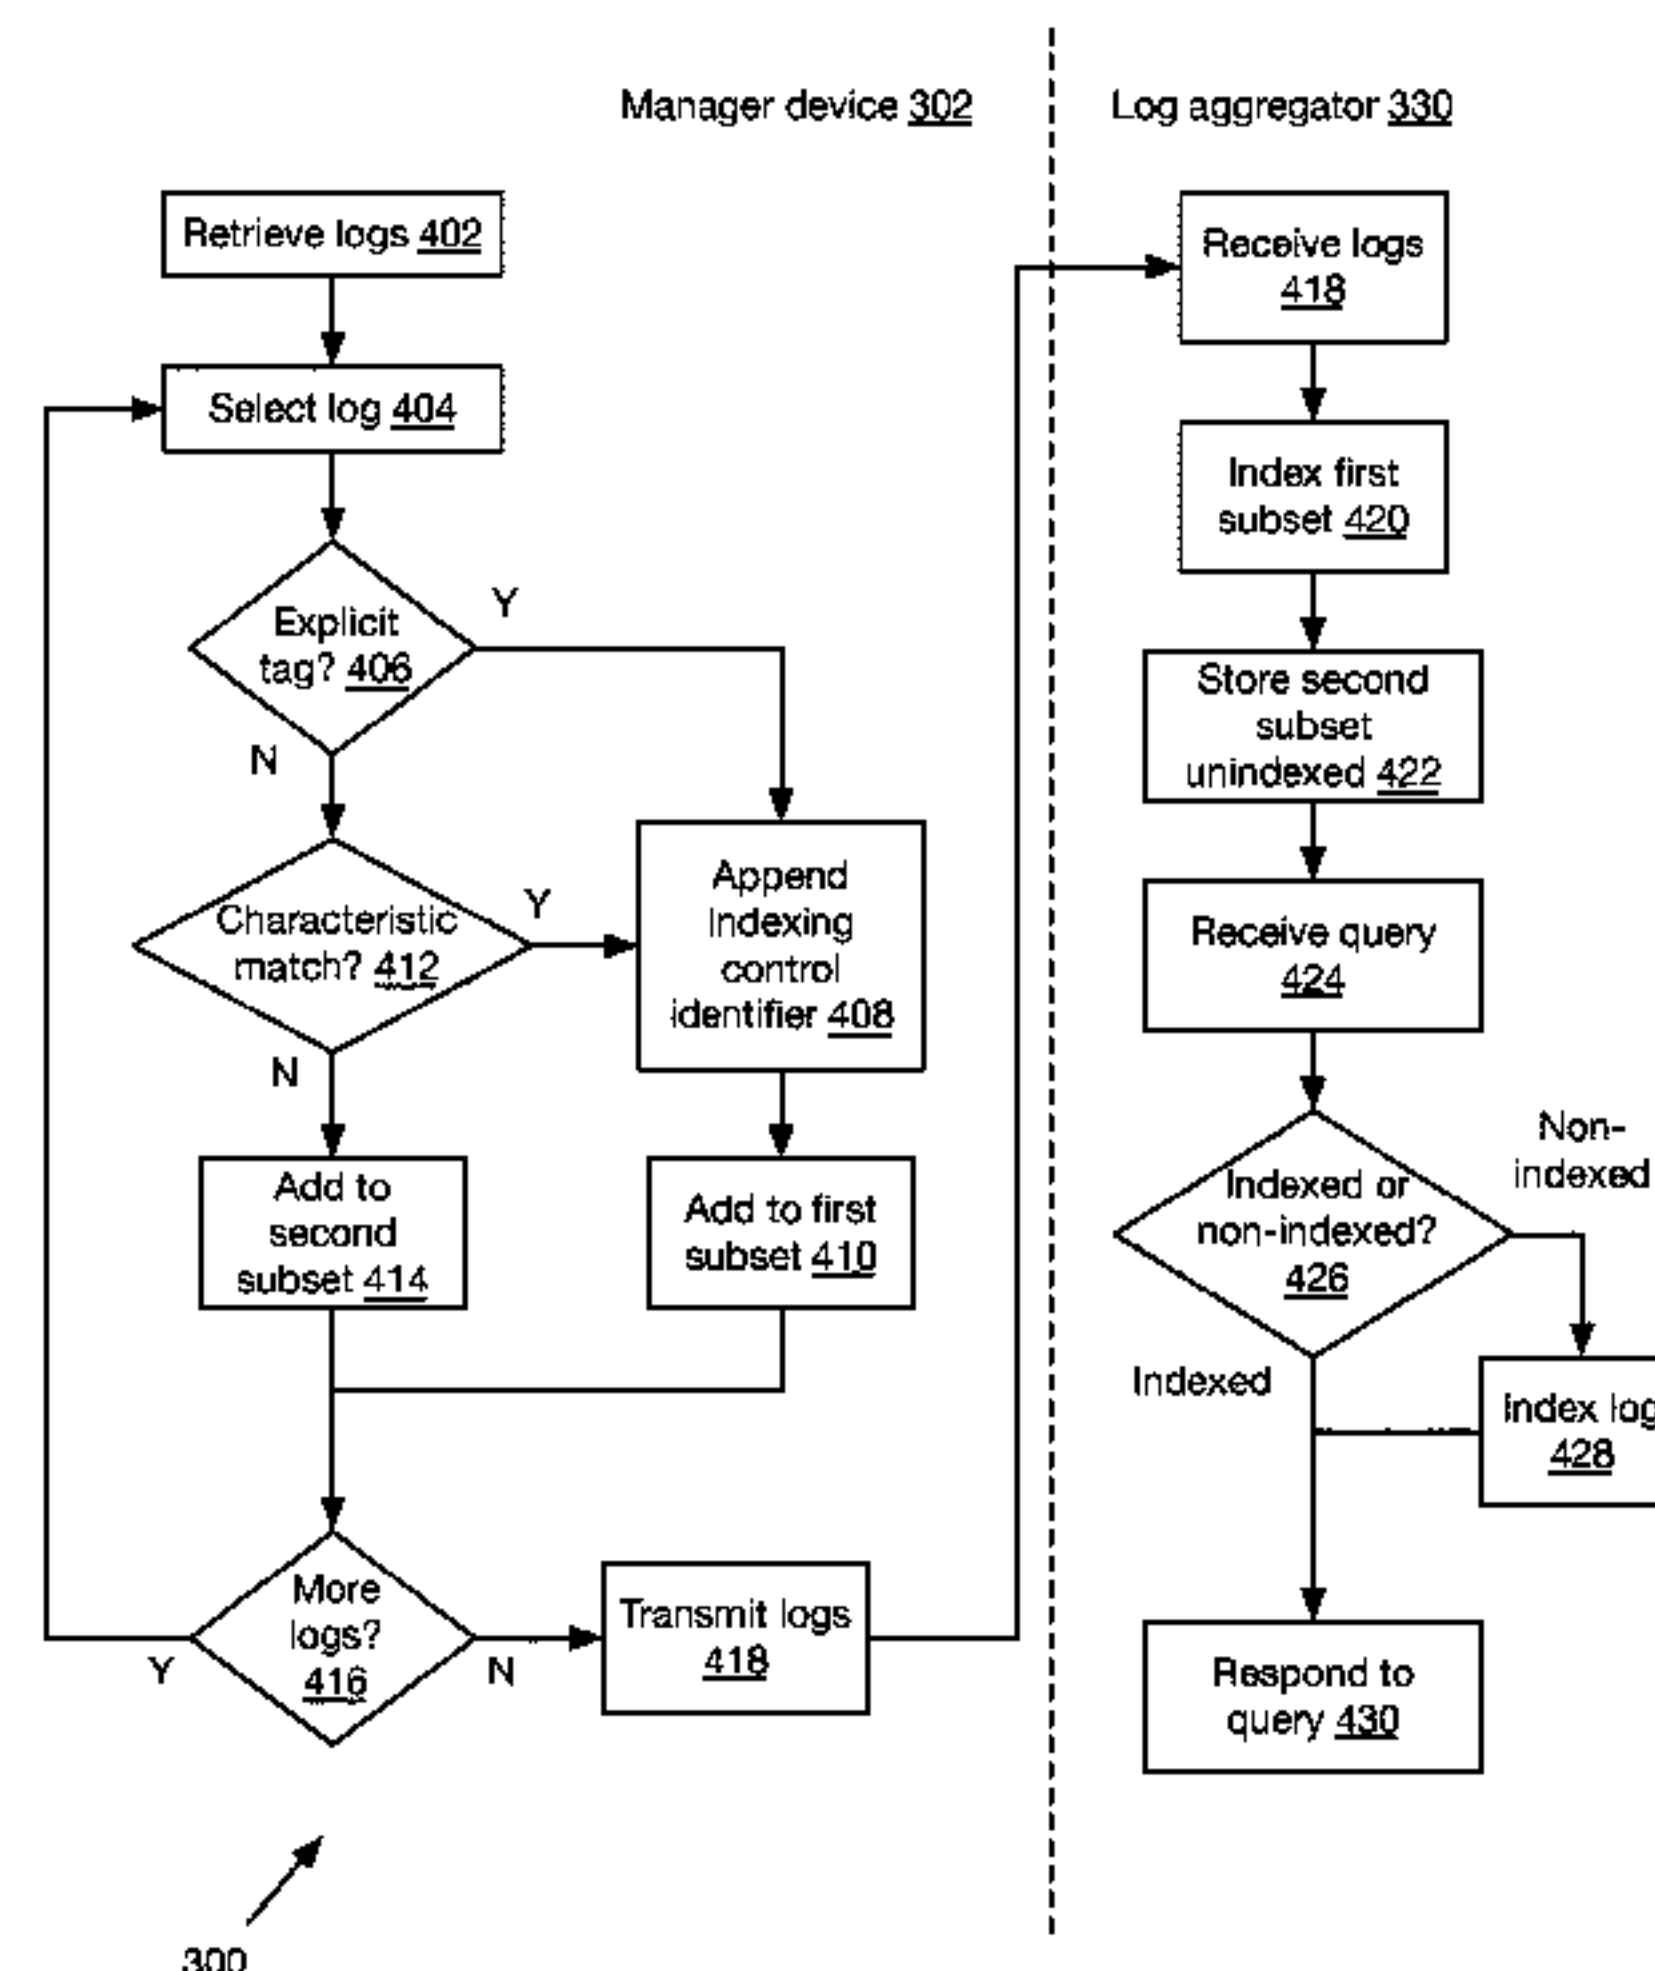 Manager device 302
Log aggregator 330
Retrieve logs 402
Select log 404
Explicit
tag? 406
Y
N
Characteristic
match? 412
Y
N
Append
Indexing
control
identifier 408
Add to
second
subset 414
Add to first
subset 410
More
logs?
416
Y
N
Transmit logs
418
300
Receive logs
418
Index first
subset 420
Store second
subset
unindexed 422
Receive query
424
Indexed or
non-indexed?
426
Non-
indexed
Indexed
Index log
428
Respond to
query 430